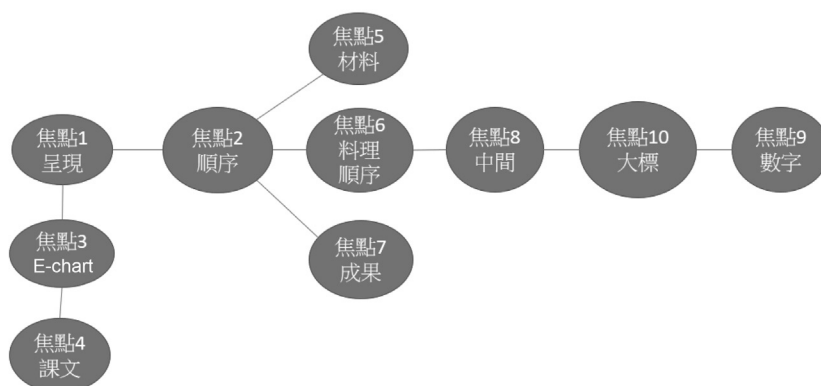 焦點5
材料
焦點1
呈現
焦點2
順序
焦點6
料理
順序
焦點8
中間
焦點10
大標
焦點9
數字
焦點3
E-chart
焦點7
成果
焦點4
課文